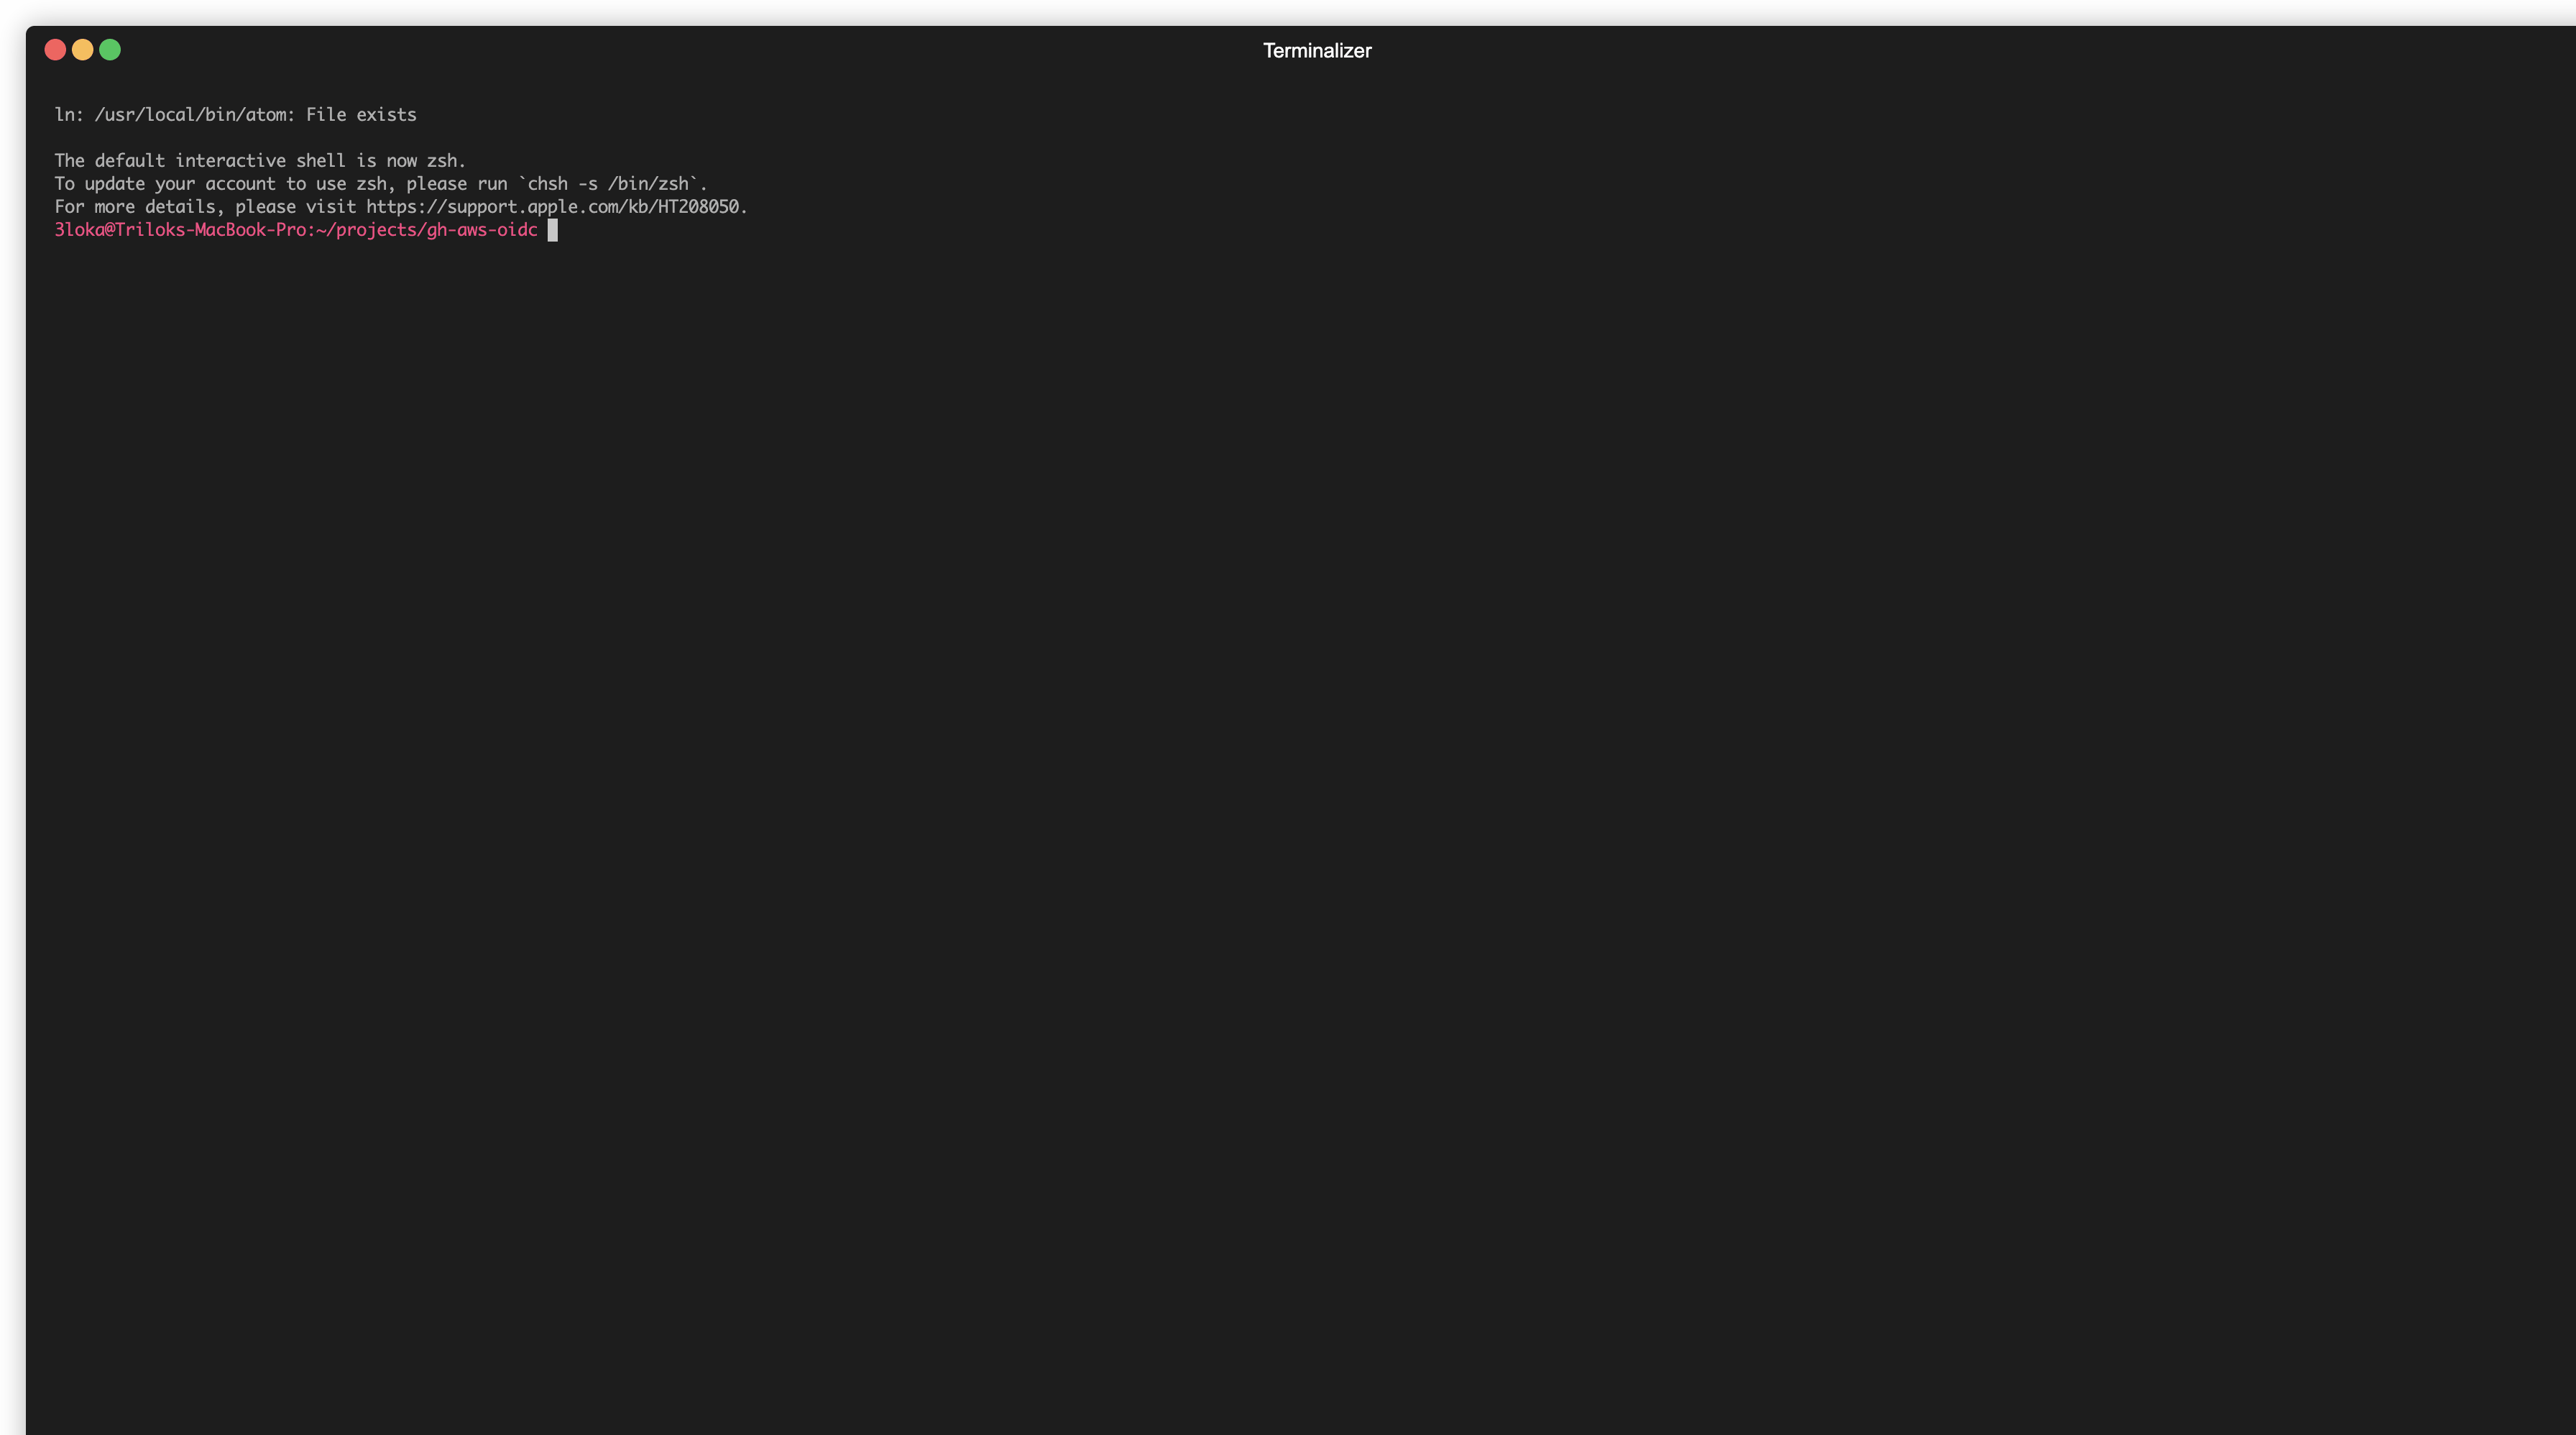 Terminalizer
ln: /usr/local/bin/atom: File exists
The default interactive shell is now zsh.
To update your account to use zsh, please run `chsh -s /bin/zsh`.
For more details, please visit https://support.apple.com/kb/HT208050.
3loka@Triloks-MacBook-Pro:~/projects/gh-aws-oidc